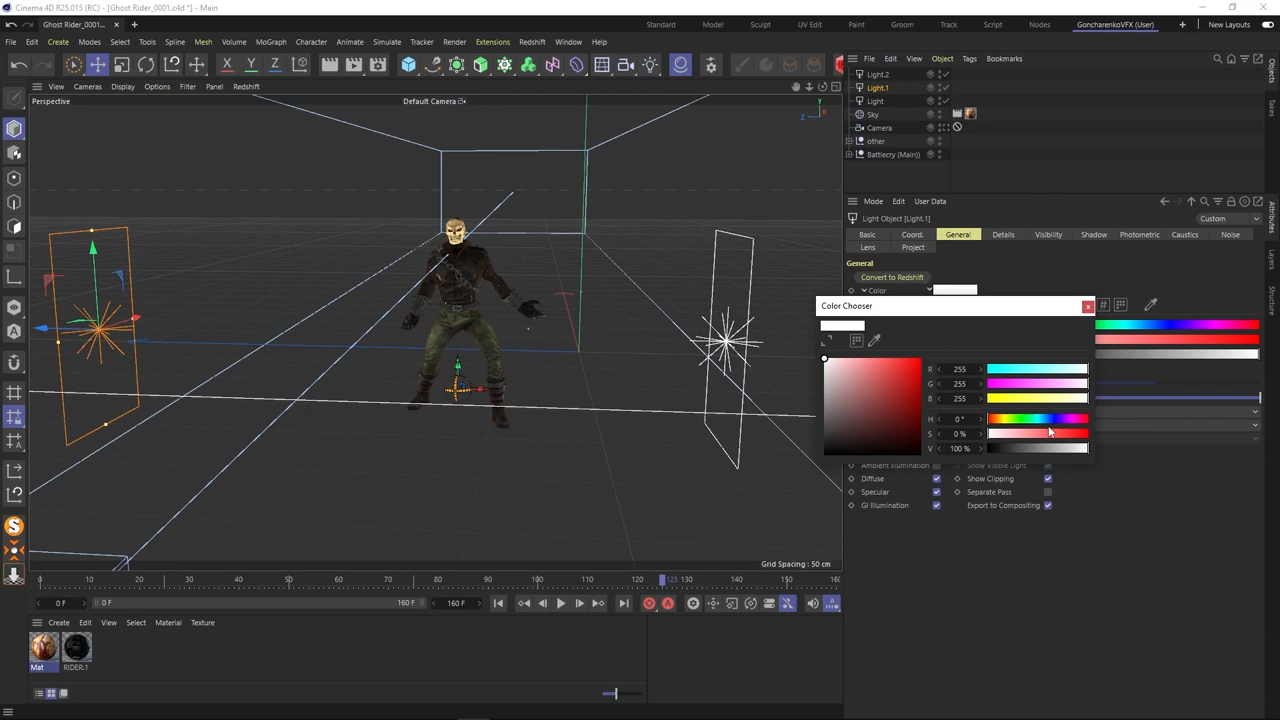 Cinema 4D R25.015 (RC) - [Ghost Rider_0001.c4d *] - Main
Ghost Rider_0001.... × +
Standard Model Sculpt UV Edit Paint Groom Track Script Nodes GoncharenkoVFX (User) + New Layouts
File Edit Create Modes Select Tools Spline Mesh Volume MoGraph Character Animate Simulate Tracker Render Extensions Redshift Window Help
X Y Z
File Edit View Object Tags Bookmarks
View Cameras Display Options Filter Panel Redshift
Perspective
Default Camera
Y
Z X
Light.2
Light.1
Light
Sky
Camera
other
Battlecry (Main))
Objects
Takes
Mode Edit User Data
Light Object [Light.1]
Custom
Basic Coord. General Details Visibility Shadow Photometric Caustics Noise
Lens Project
General
Convert to Redshift
Color
Attributes
Layers
Structure
Color Chooser
x
R 255
G 255
B 255
H 0 °
S 0 %
V 100 %
Ambient Illumination Show Visible Light
Diffuse Show Clipping
Specular Separate Pass
GI Illumination Export to Compositing
Grid Spacing : 50 cm
0 10 20 30 40 50 60 70 80 90 100 110 120 125 130 140 150 160
0 F 0 F 160 F 160 F
Create Edit View Select Material Texture
Mat RIDER.1